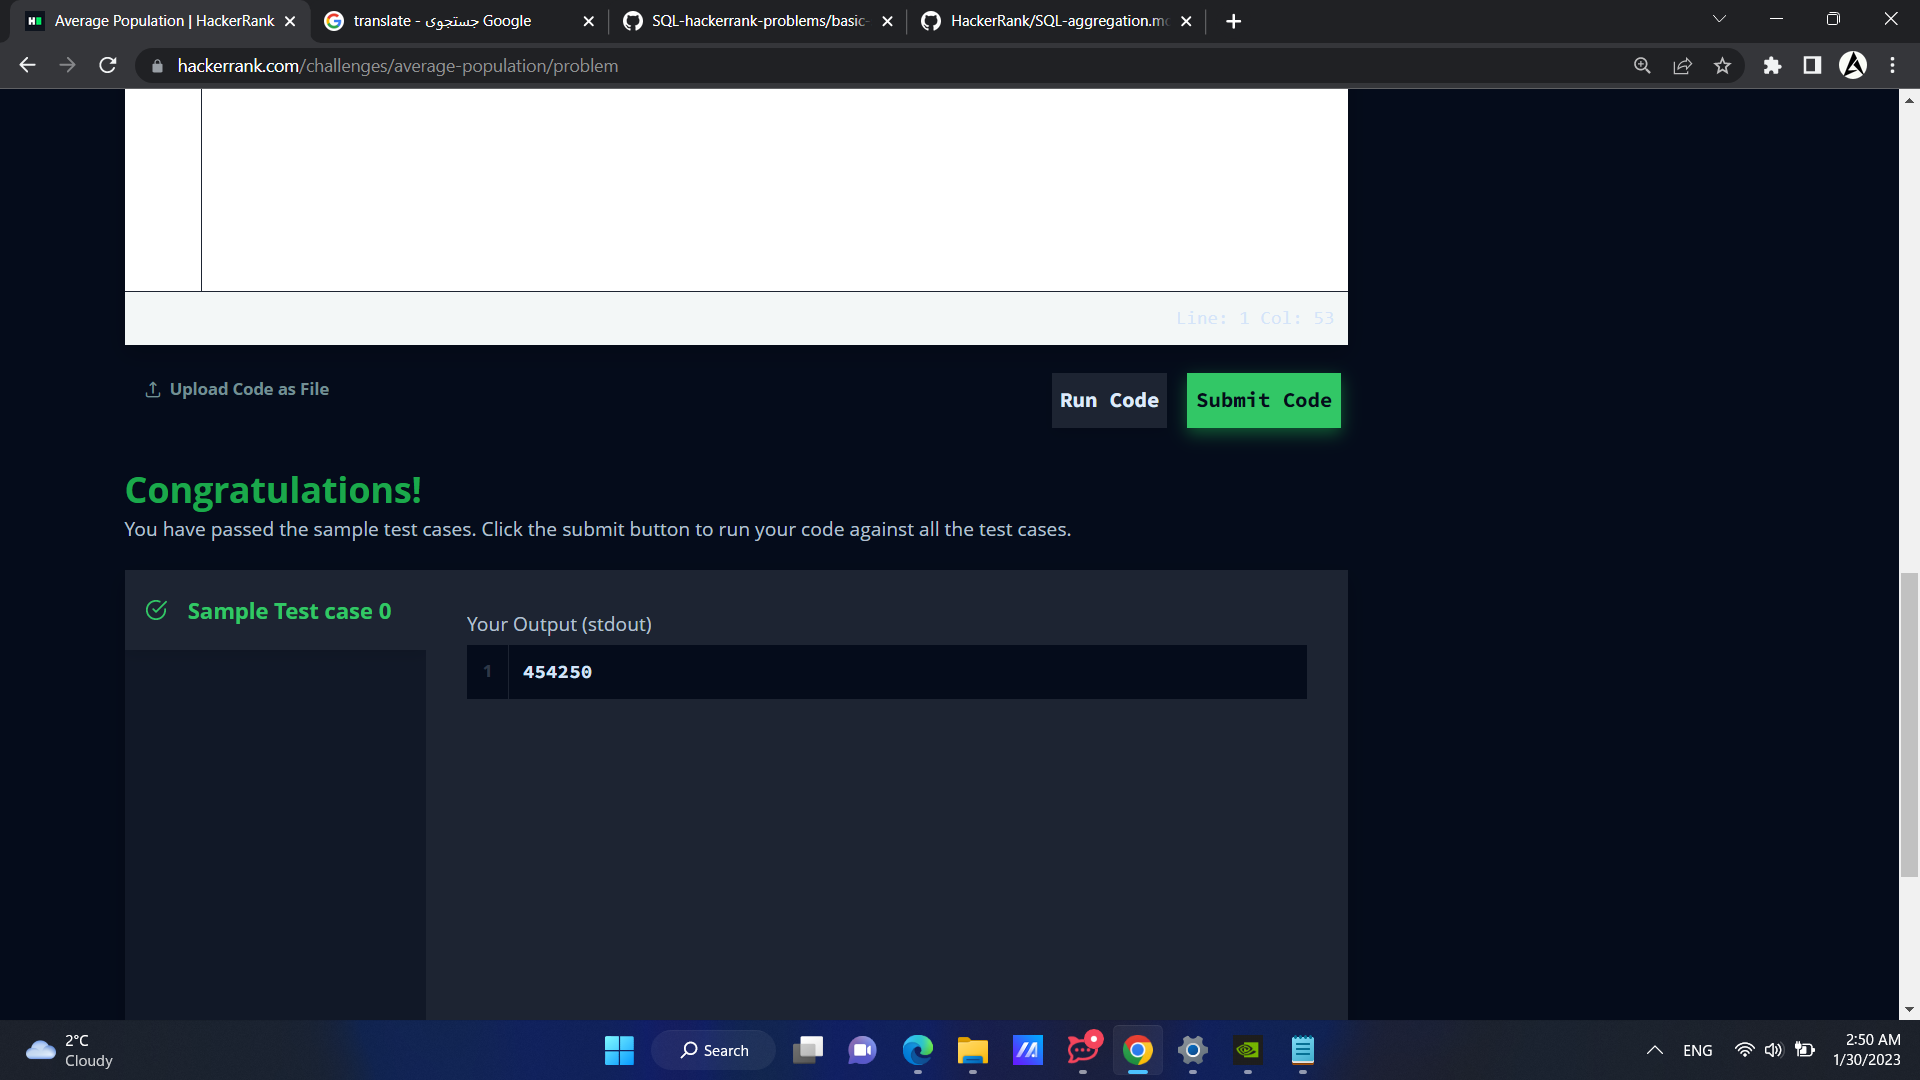 Average Population | HackerRank
translate - جستجوی Google
SQL-hackerrank-problems/basic-
HackerRank/SQL-aggregation.m
hackerrank.com/challenges/average-population/problem
Line: 1 Col: 53
Upload Code as File
Run Code
Submit Code
Congratulations!
You have passed the sample test cases. Click the submit button to run your code against all the test cases.
Sample Test case 0
Your Output (stdout)
1
454250
2°C
Cloudy
Search
ENG
2:50 AM
1/30/2023